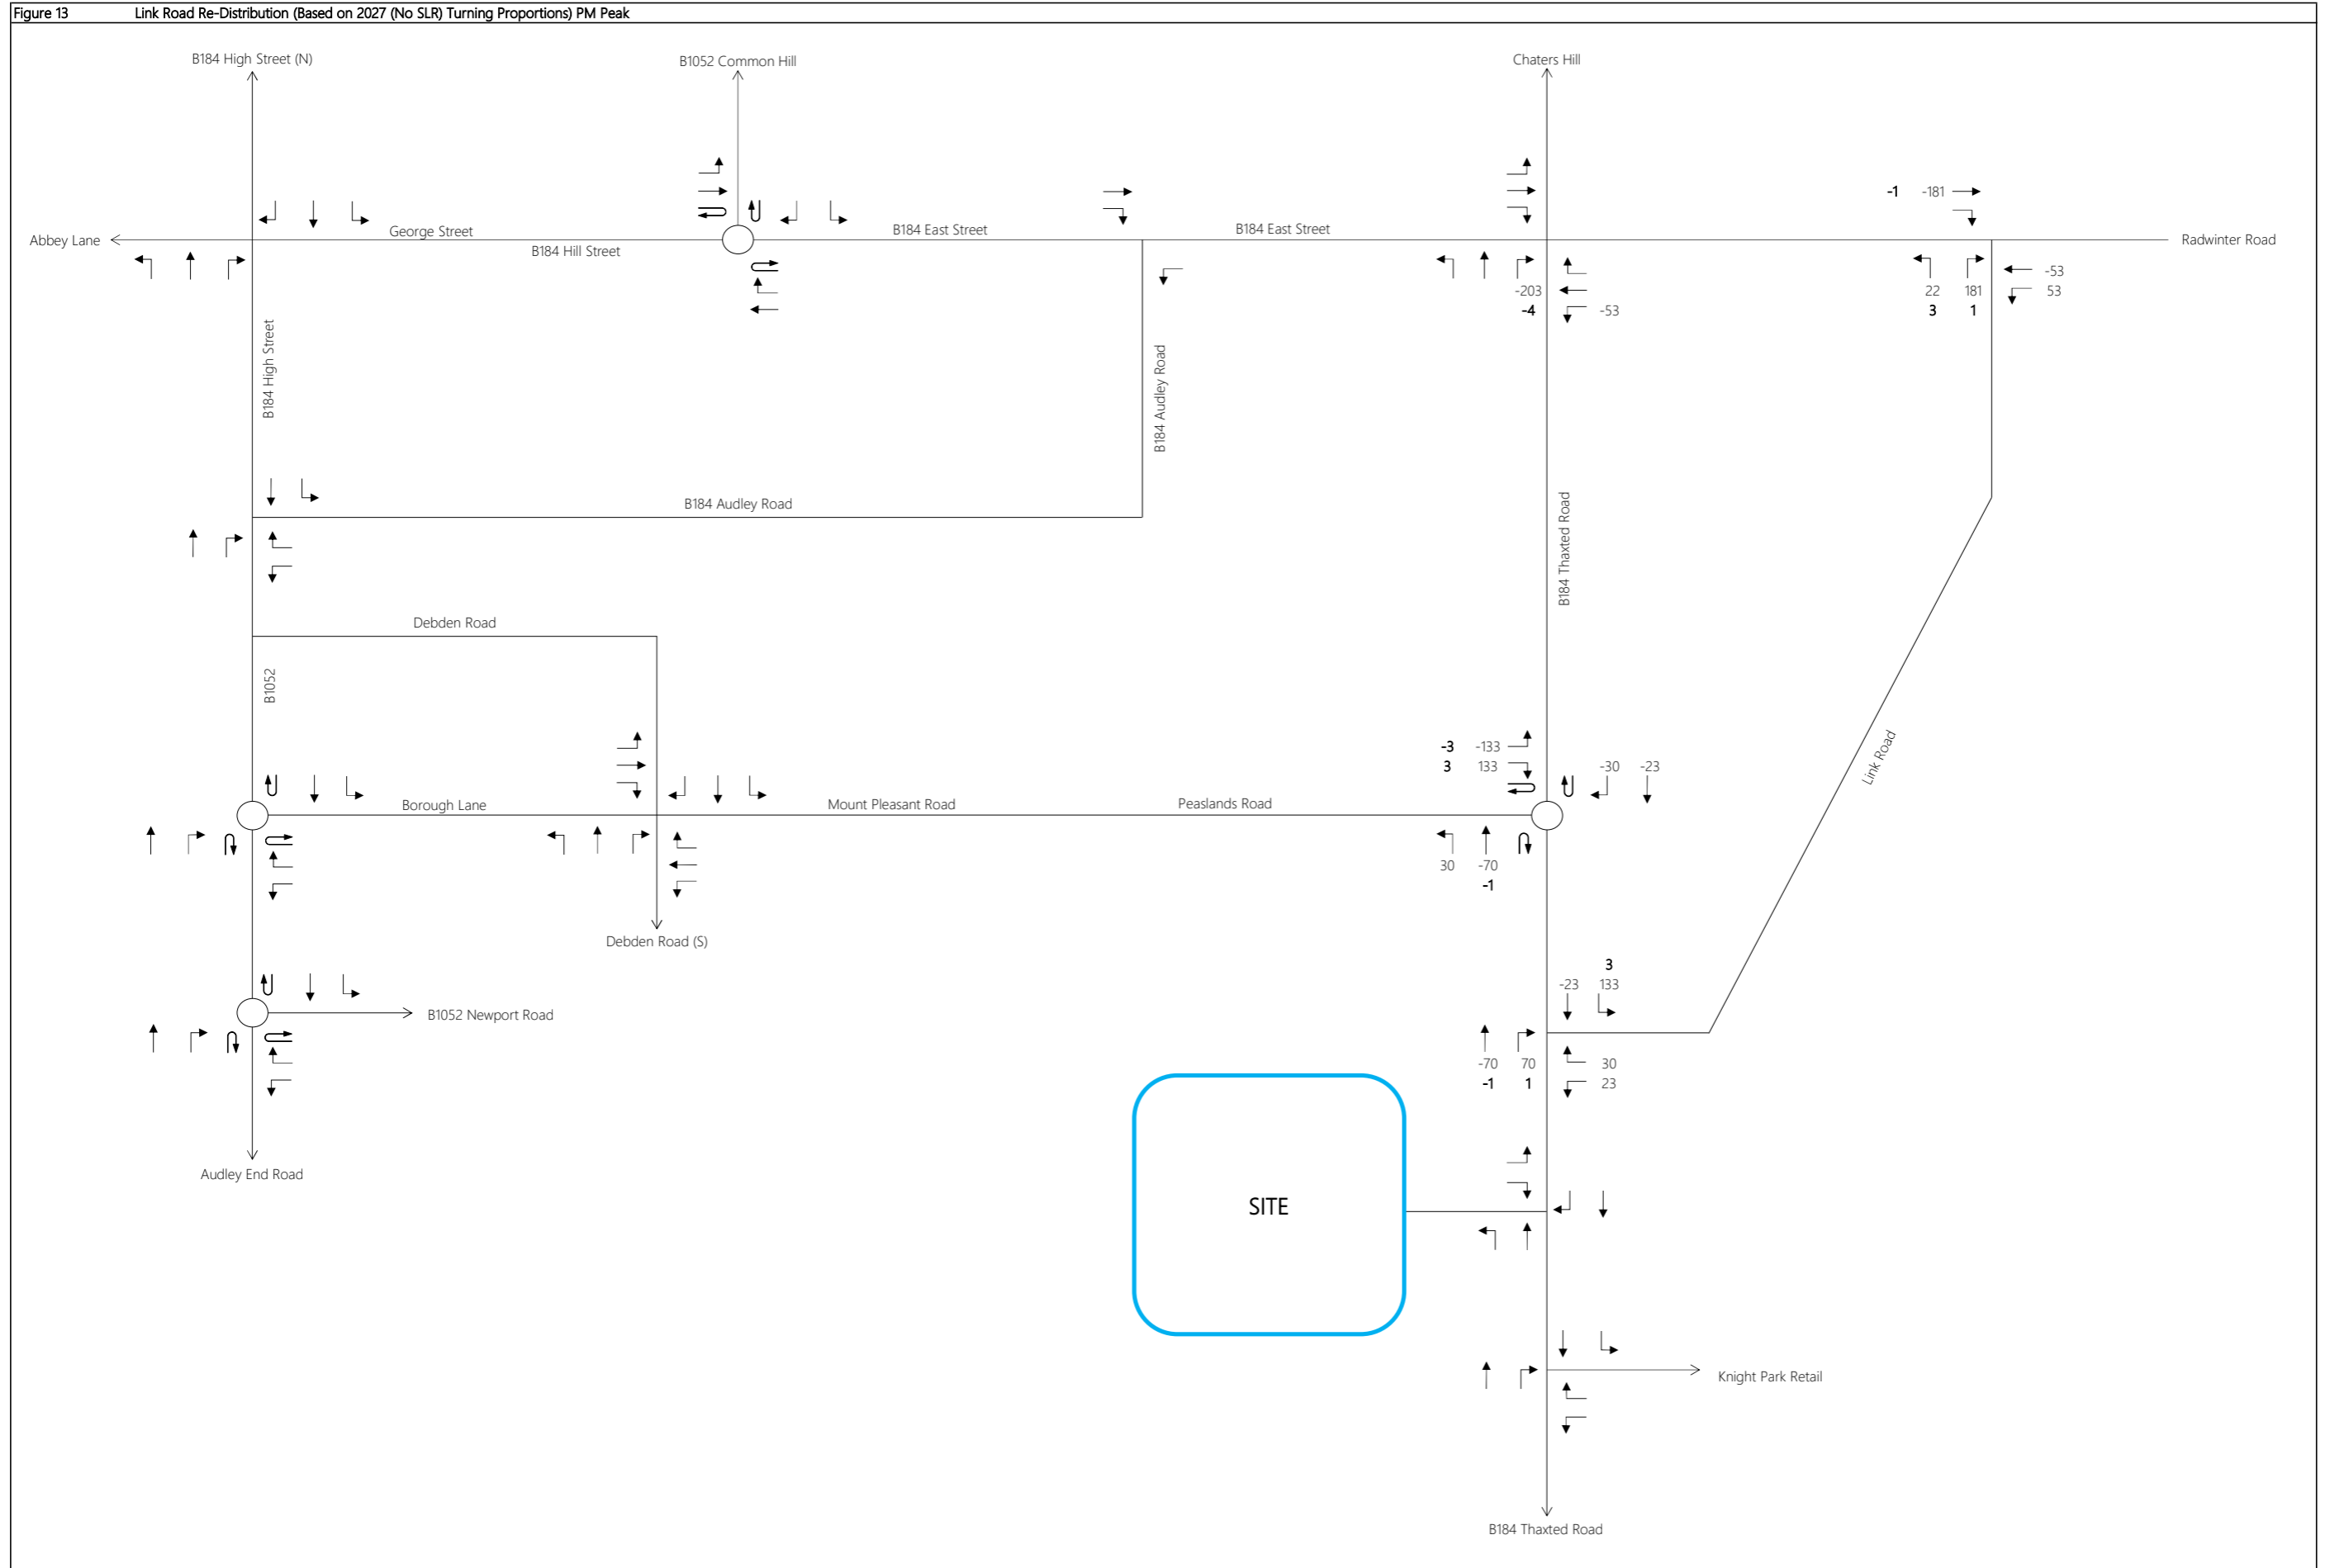 Figure 13 Link Road Re-Distribution (Based on 2027 (No SLR) Turning Proportions) PM Peak
B184 High Street (N)
B1052 Common Hill
Chaters Hill
-1 -181
Abbey Lane
George Street
B184 Hill Street
B184 East Street
B184 East Street
Radwinter Road
-203
-4
-53
22 181
3 1
-53
53
B184 High Street
B184 Audley Road
B184 Audley Road
B184 Thaxted Road
Link Road
Debden Road
B1052
-3 -133
3 133
-30 -23
Borough Lane
Mount Pleasant Road
Peaslands Road
30 -70
-1
Debden Road (S)
3
-23 133
B1052 Newport Road
-70 70
-1 1
30
23
Audley End Road
SITE
Knight Park Retail
B184 Thaxted Road